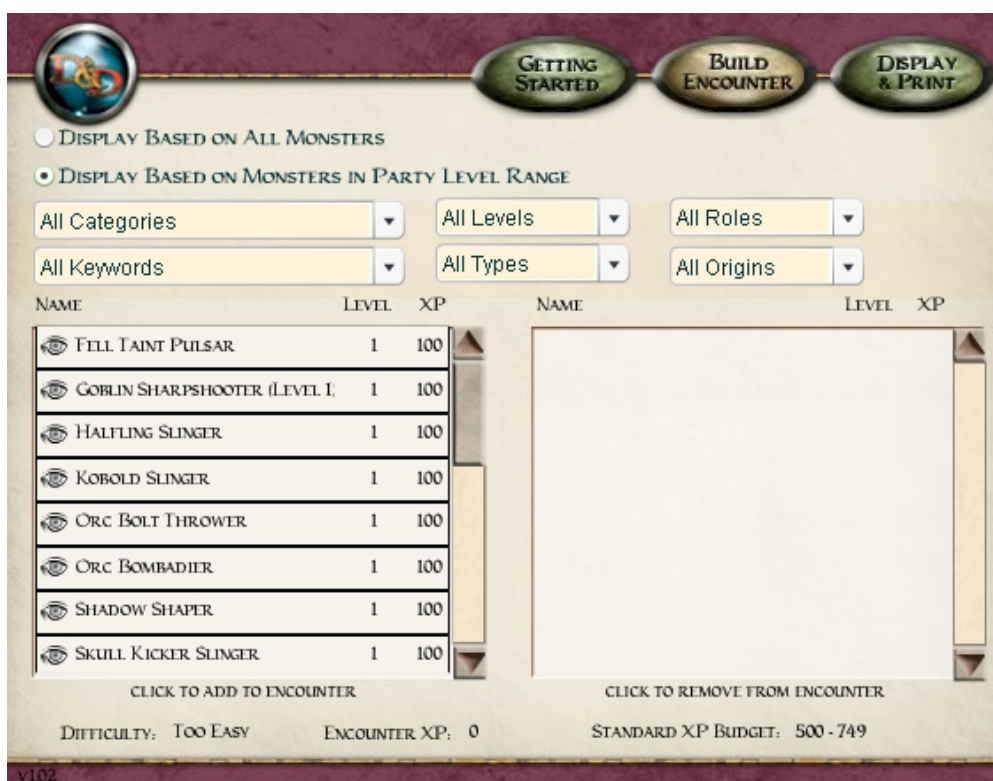 D&D
GETTING STARTED
BUILD ENCOUNTER
DISPLAY & PRINT
DISPLAY BASED ON ALL MONSTERS
DISPLAY BASED ON MONSTERS IN PARTY LEVEL RANGE
All Categories All Levels All Roles
All Keywords All Types All Origins
NAME LEVEL XP NAME LEVEL XP
FELL TAINT PULSAR 1 100
GOBLIN SHARPSHOOTER (LEVEL 1) 1 100
HALFLING SLINGER 1 100
KOBOLD SLINGER 1 100
ORC BOLT THROWER 1 100
ORC BOMBADIER 1 100
SHADOW SHAPER 1 100
SKULL KICKER SLINGER 1 100
CLICK TO ADD TO ENCOUNTER CLICK TO REMOVE FROM ENCOUNTER
DIFFICULTY: TOO EASY ENCOUNTER XP: 0 STANDARD XP BUDGET: 500 - 749
V102